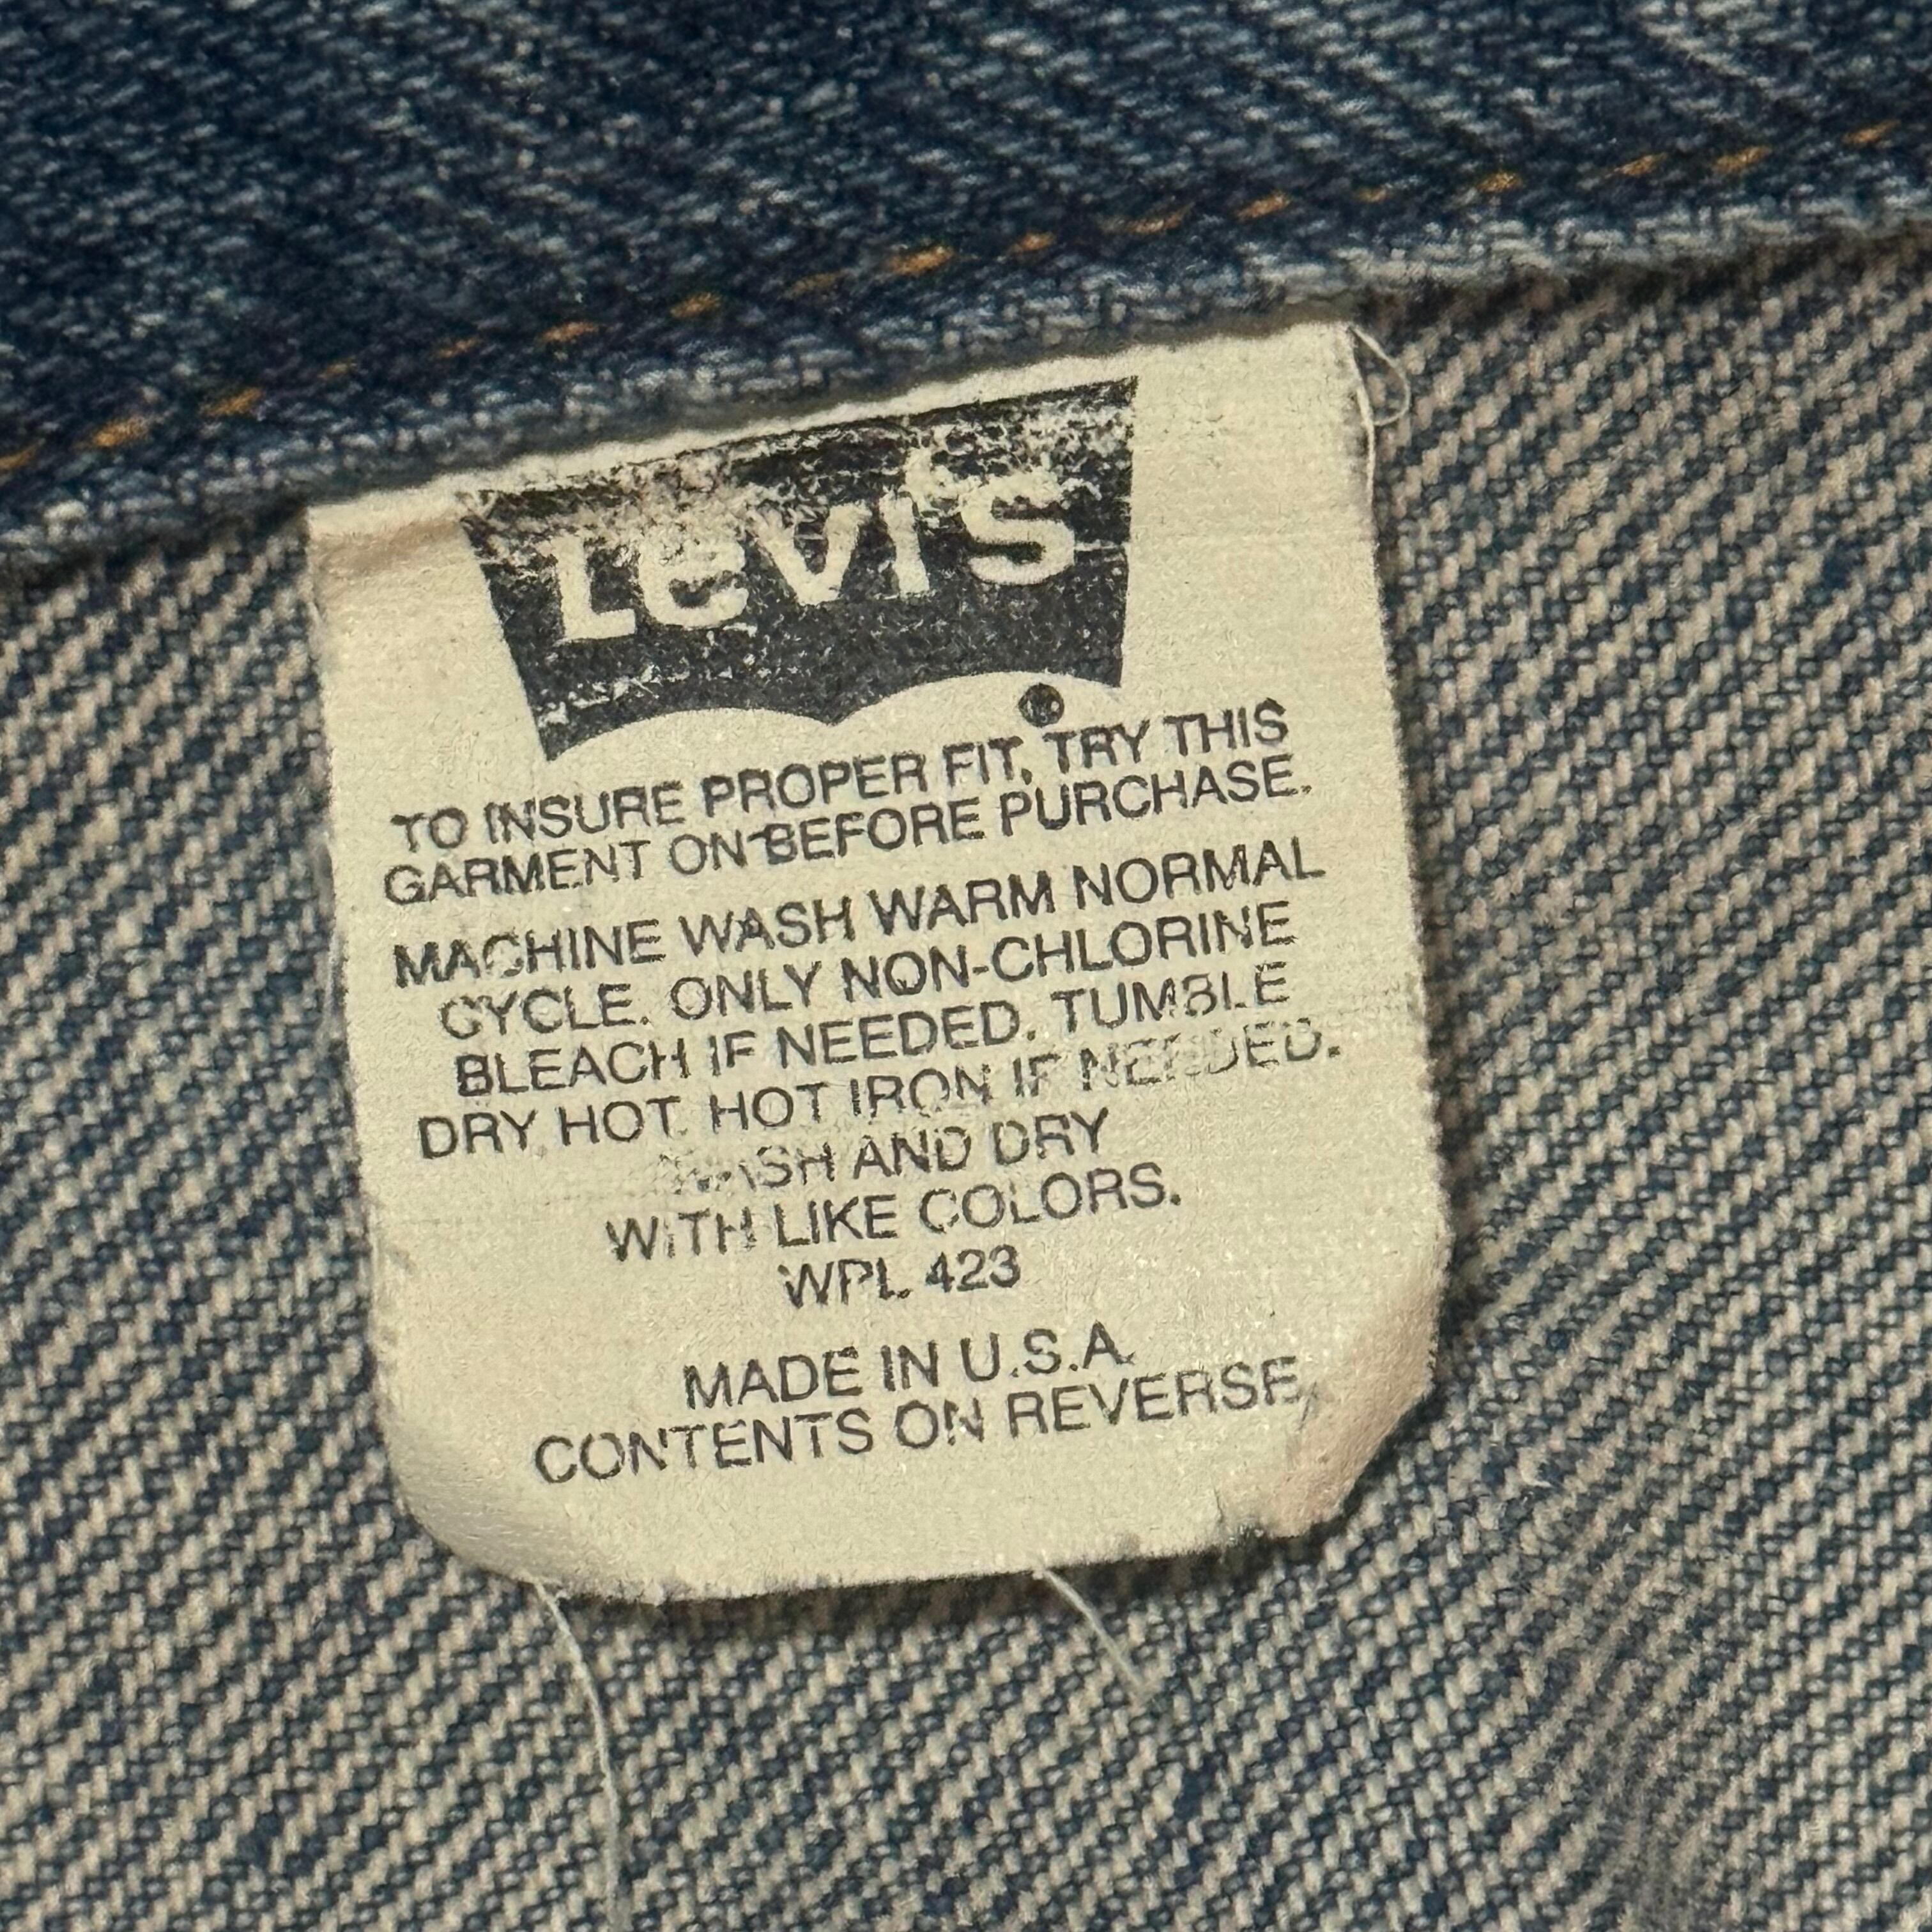 Levi's
®
TO INSURE PROPER FIT, TRY THIS
GARMENT ON BEFORE PURCHASE.
MACHINE WASH WARM NORMAL
CYCLE. ONLY NON-CHLORINE
BLEACH IF NEEDED. TUMBLE
DRY HOT. HOT IRON IF NEEDED.
WASH AND DRY
WITH LIKE COLORS.
WPL 423
MADE IN U.S.A.
CONTENTS ON REVERSE